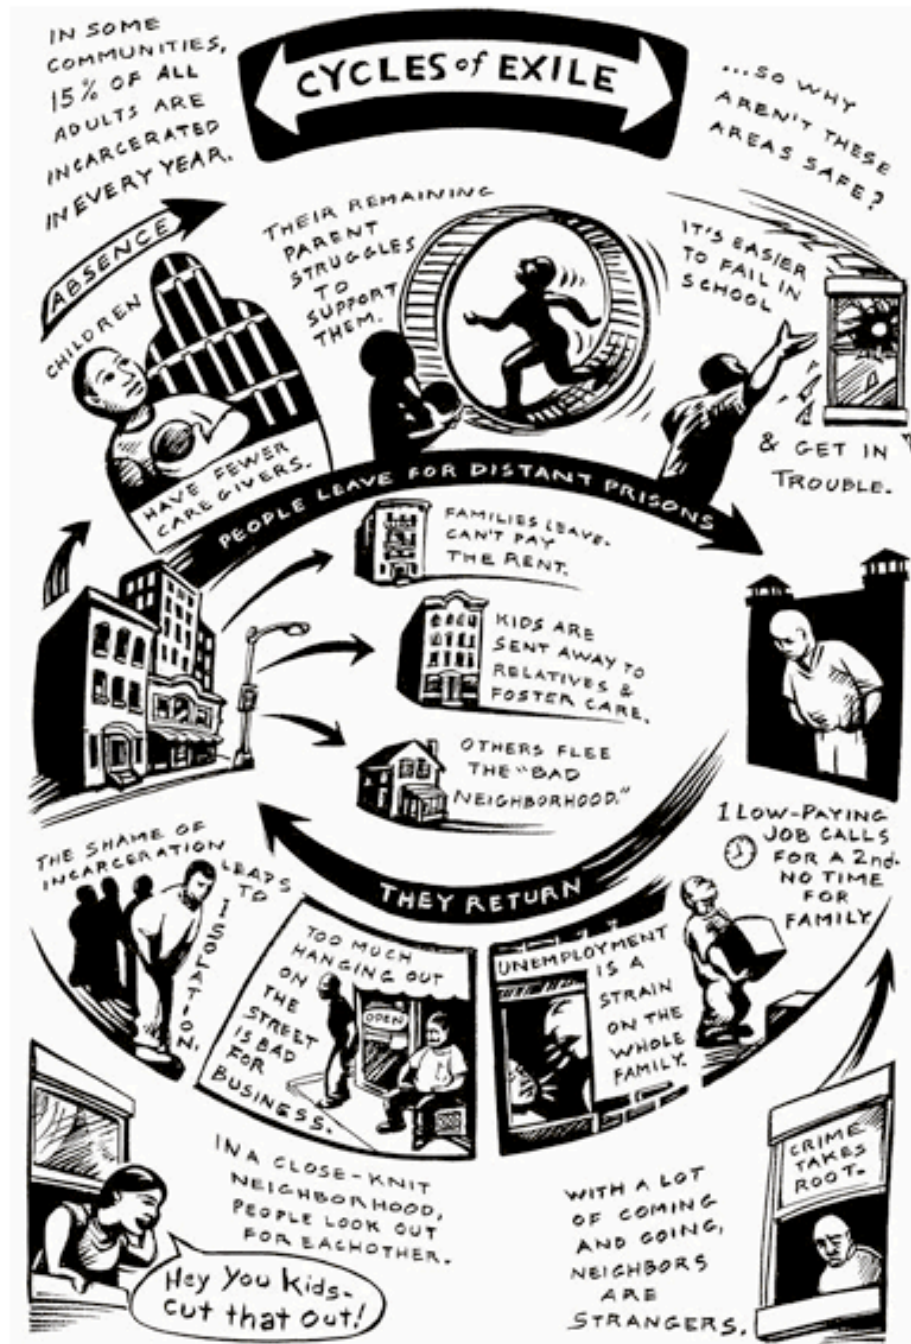 IN SOME
COMMUNITIES,
15% OF ALL
ADULTS ARE
INCARCERATED
IN EVERY YEAR.
CYCLES of EXILE
...SO WHY
AREN'T THESE
AREAS SAFE?
ABSENCE
CHILDREN
HAVE FEWER
CARE GIVERS.
THEIR REMAINING
PARENT
STRUGGLES
TO
SUPPORT
THEM.
IT'S EASIER
TO FAIL IN
SCHOOL
& GET IN
TROUBLE.
PEOPLE LEAVE FOR DISTANT PRISONS
FAMILIES LEAVE-
CAN'T PAY
THE RENT.
KIDS ARE
SENT AWAY TO
RELATIVES &
FOSTER CARE.
OTHERS FLEE
THE "BAD
NEIGHBORHOOD."
THEY RETURN
1 LOW-PAYING
JOB CALLS
FOR A 2nd-
NO TIME
FOR
FAMILY
UNEMPLOYMENT
IS A
STRAIN
ON THE
WHOLE
FAMILY.
TOO MUCH
HANGING OUT
ON
THE
STREET
IS BAD
FOR
BUSINESS.
OPEN
THE SHAME OF
INCARCERATION
LEADS
TO
ISOLATION.
IN A CLOSE-KNIT
NEIGHBORHOOD,
PEOPLE LOOK OUT
FOR EACHOTHER.
Hey You Kids-
cut that out!
WITH A LOT
OF COMING
AND GOING,
NEIGHBORS
ARE
STRANGERS.
CRIME
TAKES
ROOT.